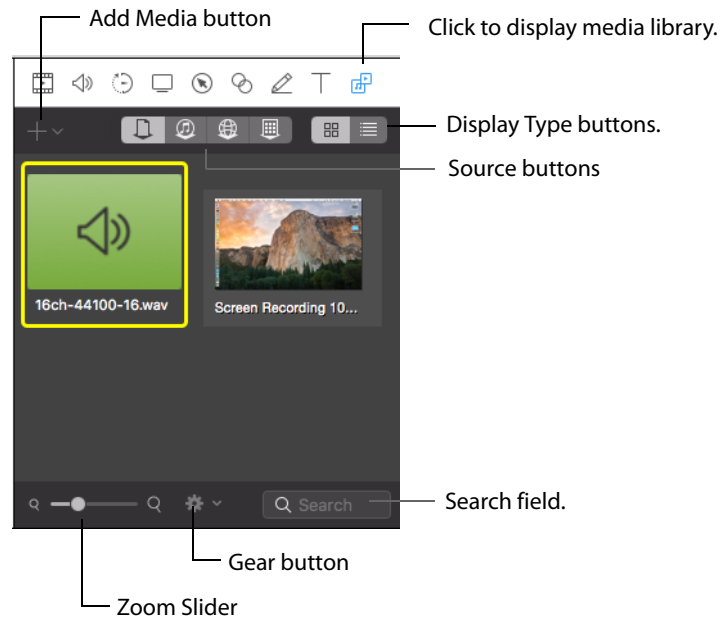 Add Media button
Click to display media library.
Display Type buttons.
Source buttons
16ch-44100-16.wav
Screen Recording 10...
Search
Search field.
Gear button
Zoom Slider